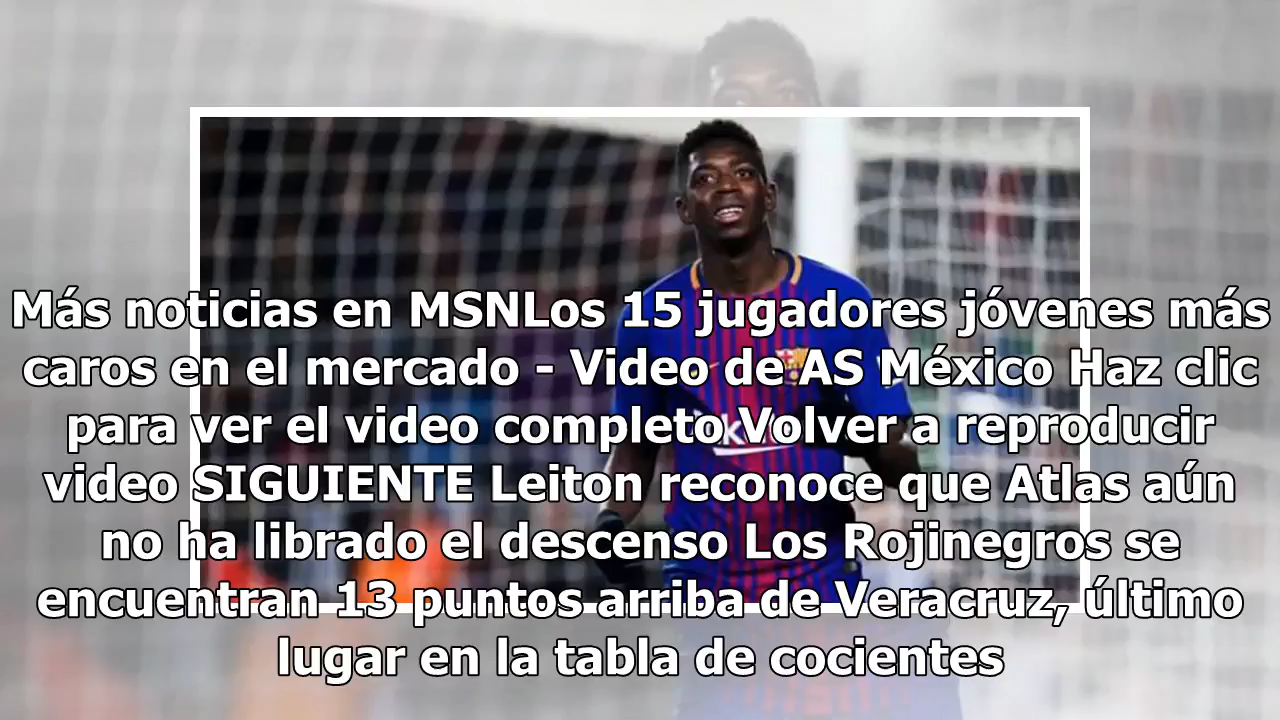 Más noticias en MSNLos 15 jugadores jóvenes más
caros en el mercado - Video de AS México Haz clic
para ver el video completo Volver a reproducir
video SIGUIENTE Leiton reconoce que Atlas aún
no ha librado el descenso Los Rojinegros se
encuentran 13 puntos arriba de Veracruz, último
lugar en la tabla de cocientes